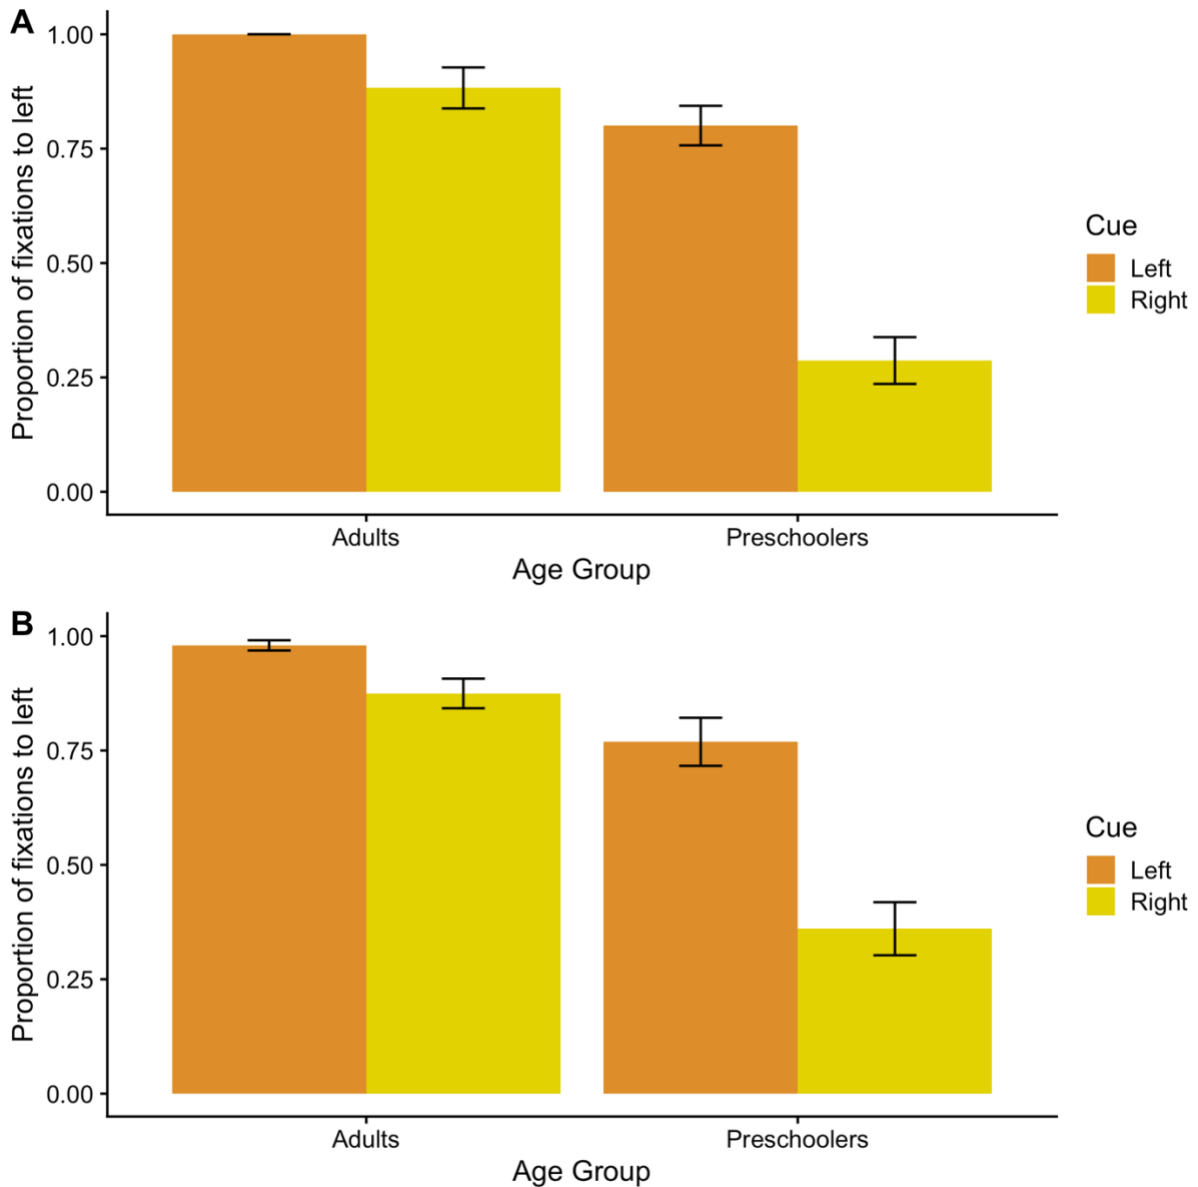 A
1.00
0.75
0.50
0.25
0.00
Proportion of fixations to left
Adults
Preschoolers
Age Group
Cue
Left
Right
B
1.00
0.75
0.50
0.25
0.00
Proportion of fixations to left
Adults
Preschoolers
Age Group
Cue
Left
Right